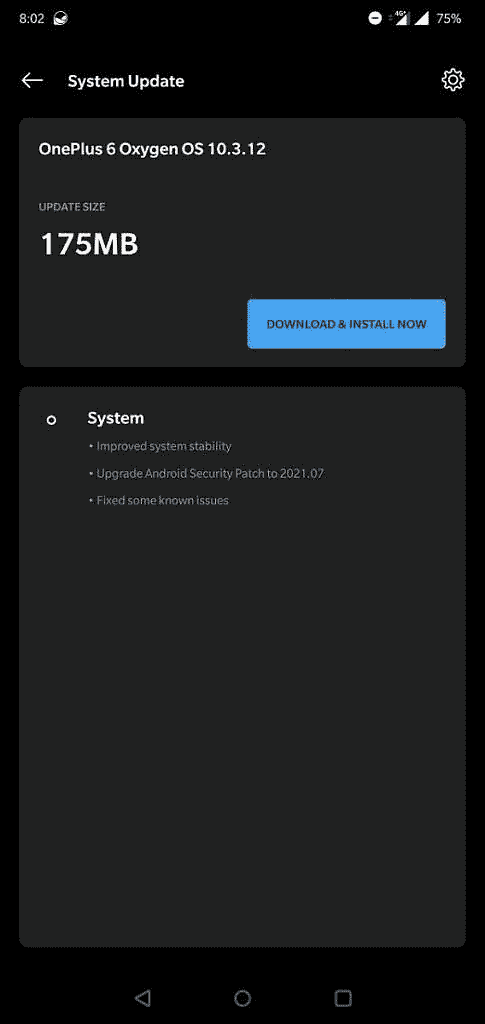 8:02 4G+ 75%
System Update
OnePlus 6 Oxygen OS 10.3.12
UPDATE SIZE
175MB
DOWNLOAD & INSTALL NOW
System
• Improved system stability
• Upgrade Android Security Patch to 2021.07
• Fixed some known issues